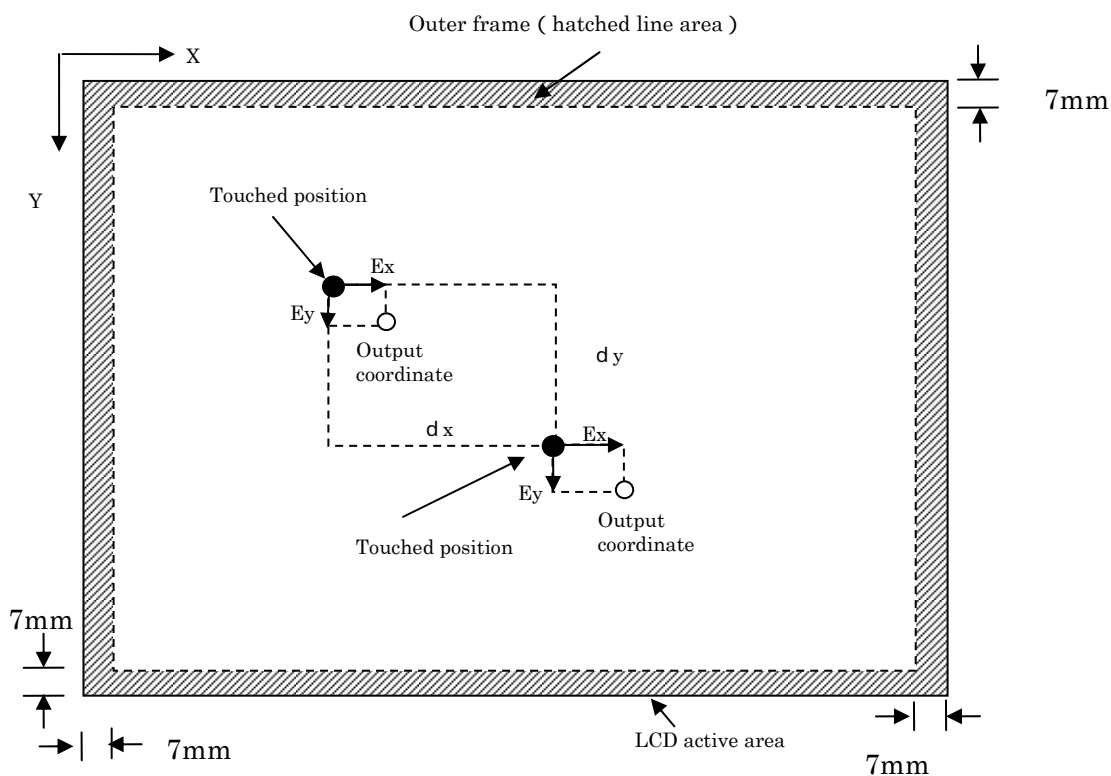 Outer frame ( hatched line area )
X
7mm
Y
Touched position
Ex
Ey
Output
coordinate
d y
d x
Ex
Ey
Output
coordinate
Touched position
7mm
7mm
LCD active area
7mm